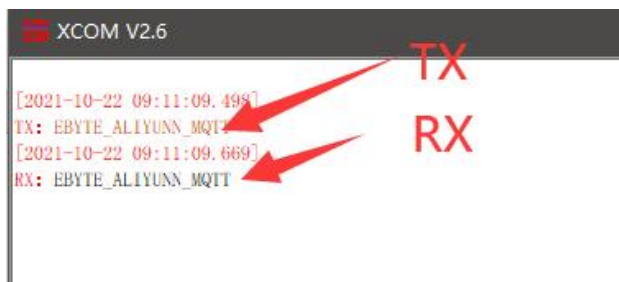 XCOM V2.6
TX
[2021-10-22 09:11:09.498]
TX: EBYTE_ALIYUNN_MQTT
[2021-10-22 09:11:09.669]
RX
RX: EBYTE_ALIYUNN_MQTT